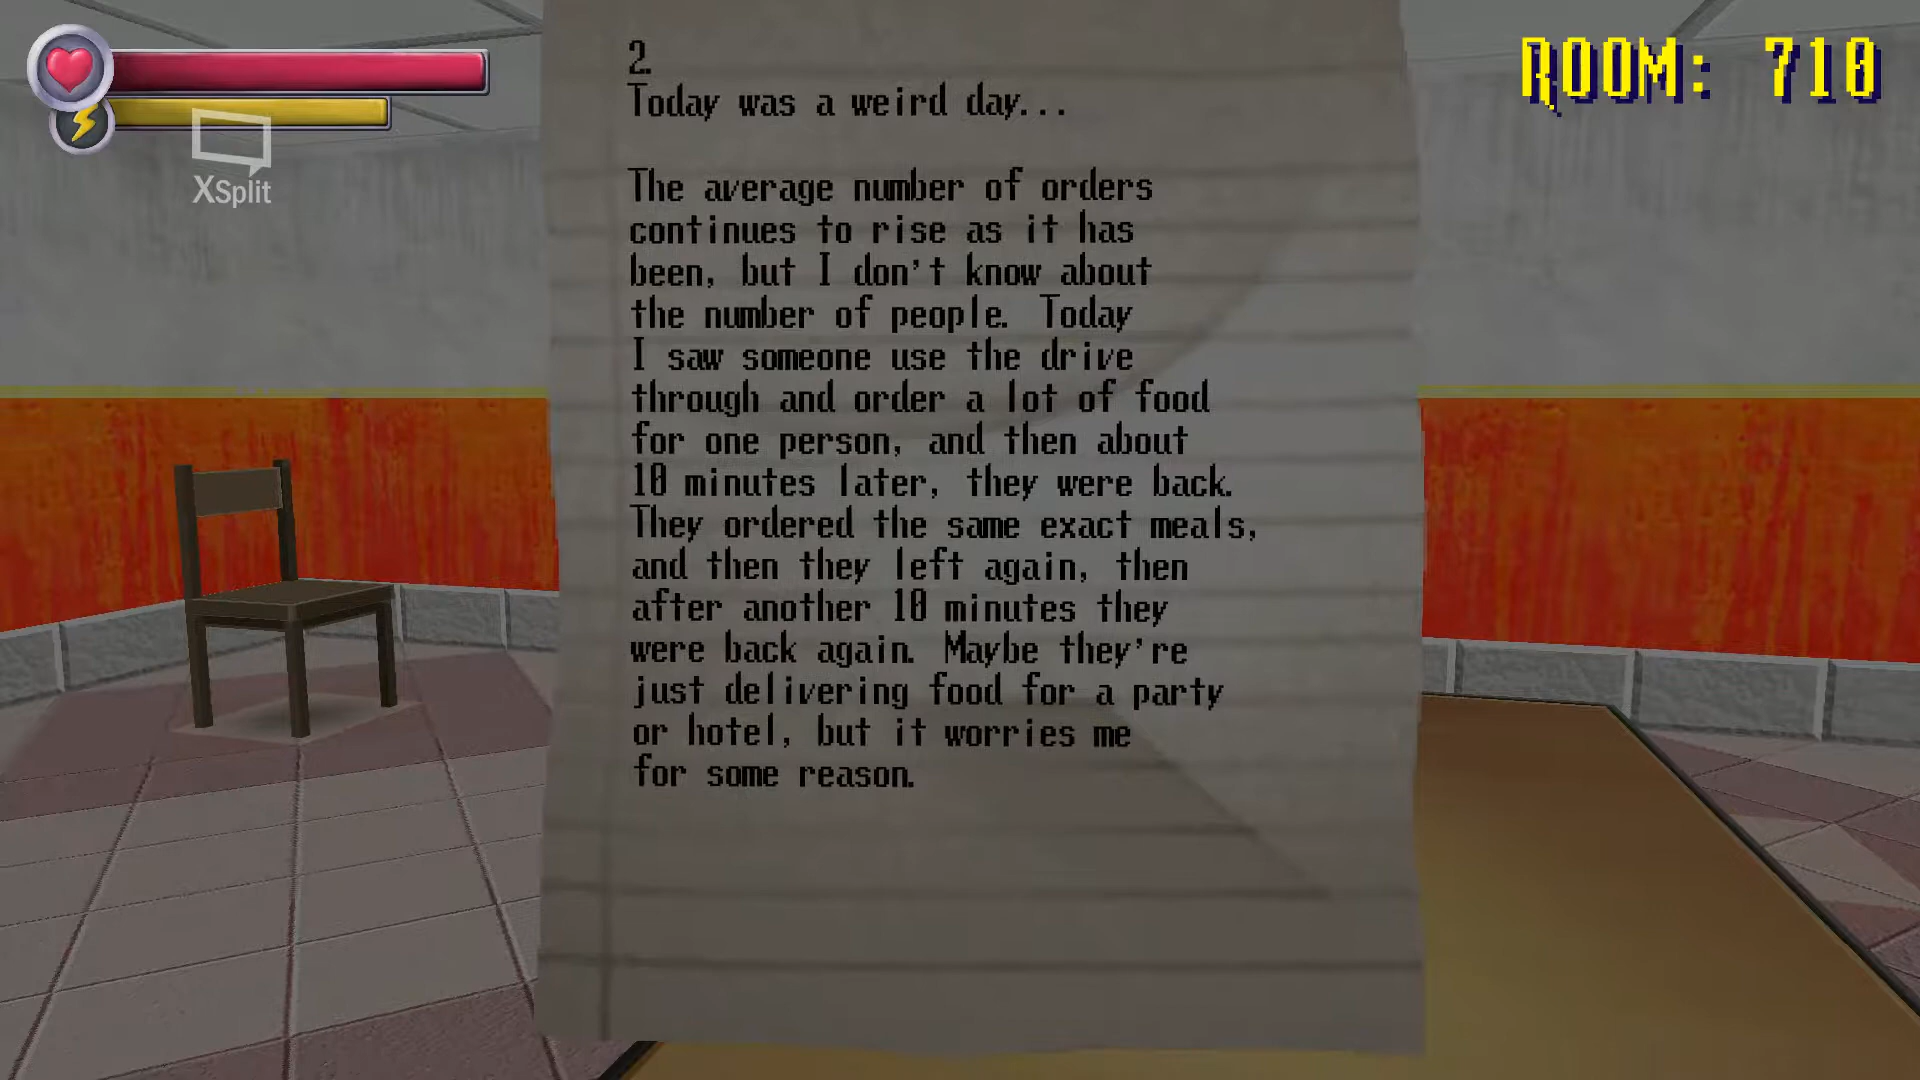 ROOM: 710
XSplit
2.
Today was a weird day...
The average number of orders
continues to rise as it has
been, but I don't know about
the number of people. Today
I saw someone use the drive
through and order a lot of food
for one person, and then about
10 minutes later, they were back.
They ordered the same exact meals,
and then they left again, then
after another 10 minutes they
were back again. Maybe they're
just delivering food for a party
or hotel, but it worries me
for some reason.